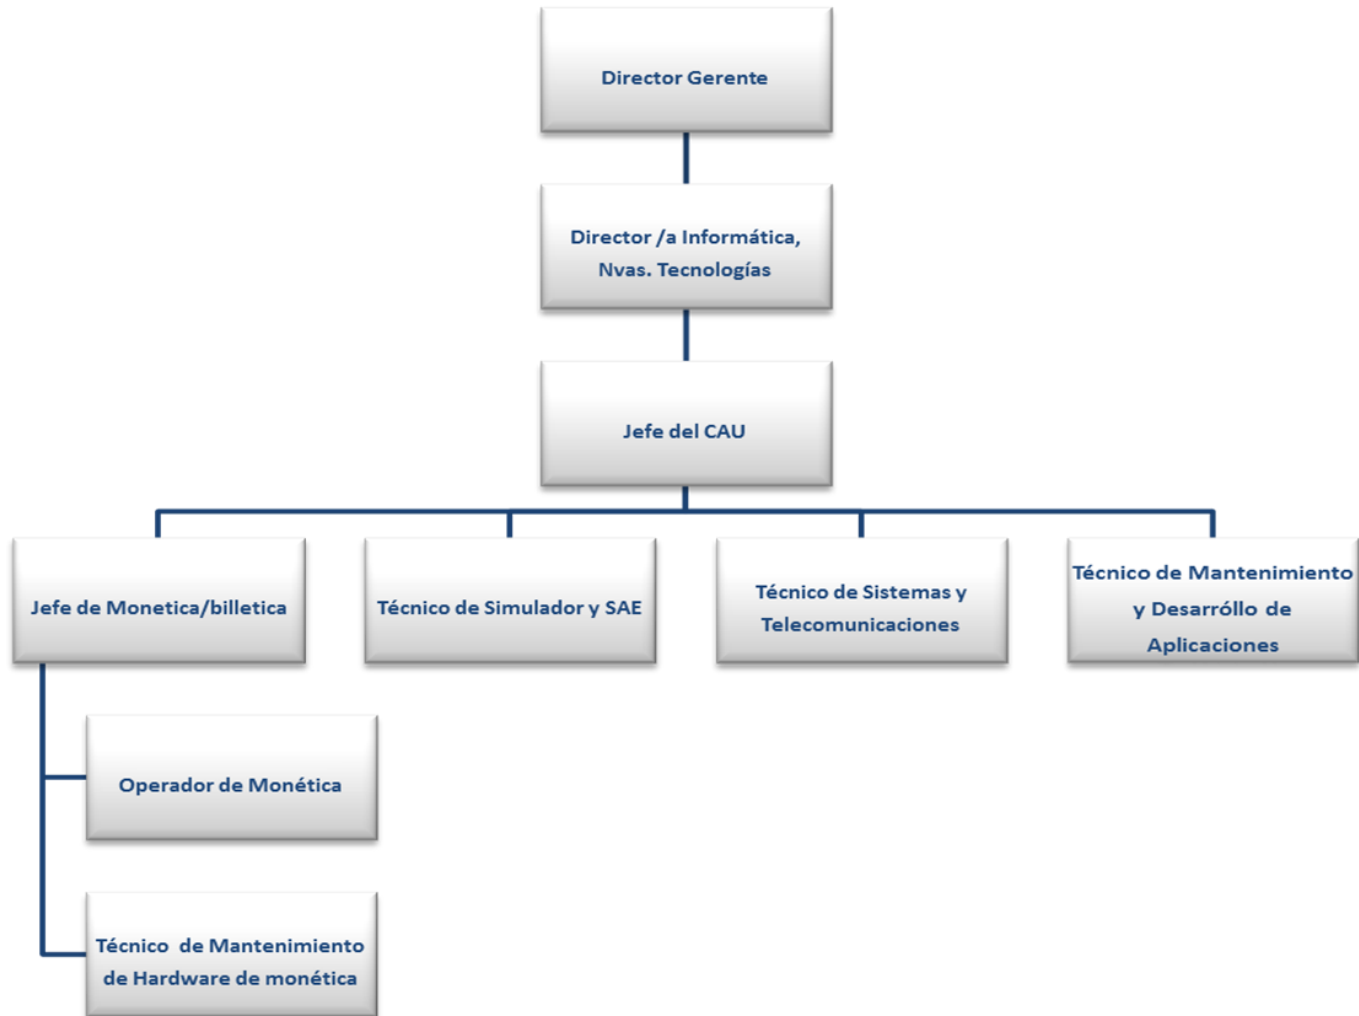 Director Gerente
Director /a Informática,
Nvas. Tecnologías
Jefe del CAU
Jefe de Monetica/billetica
Técnico de Simulador y SAE
Técnico de Sistemas y
Telecomunicaciones
Técnico de Mantenimiento
y Desarróllo de
Aplicaciones
Operador de Monética
Técnico de Mantenimiento
de Hardware de monética